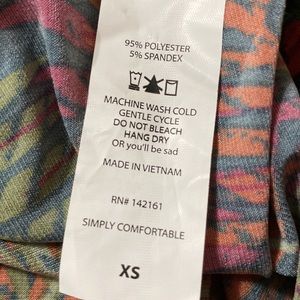 95% POLYESTER
5% SPANDEX
MACHINE WASH COLD
GENTLE CYCLE
DO NOT BLEACH
HANG DRY
OR you'll be sad
MADE IN VIETNAM
RN# 142161
SIMPLY COMFORTABLE
XS